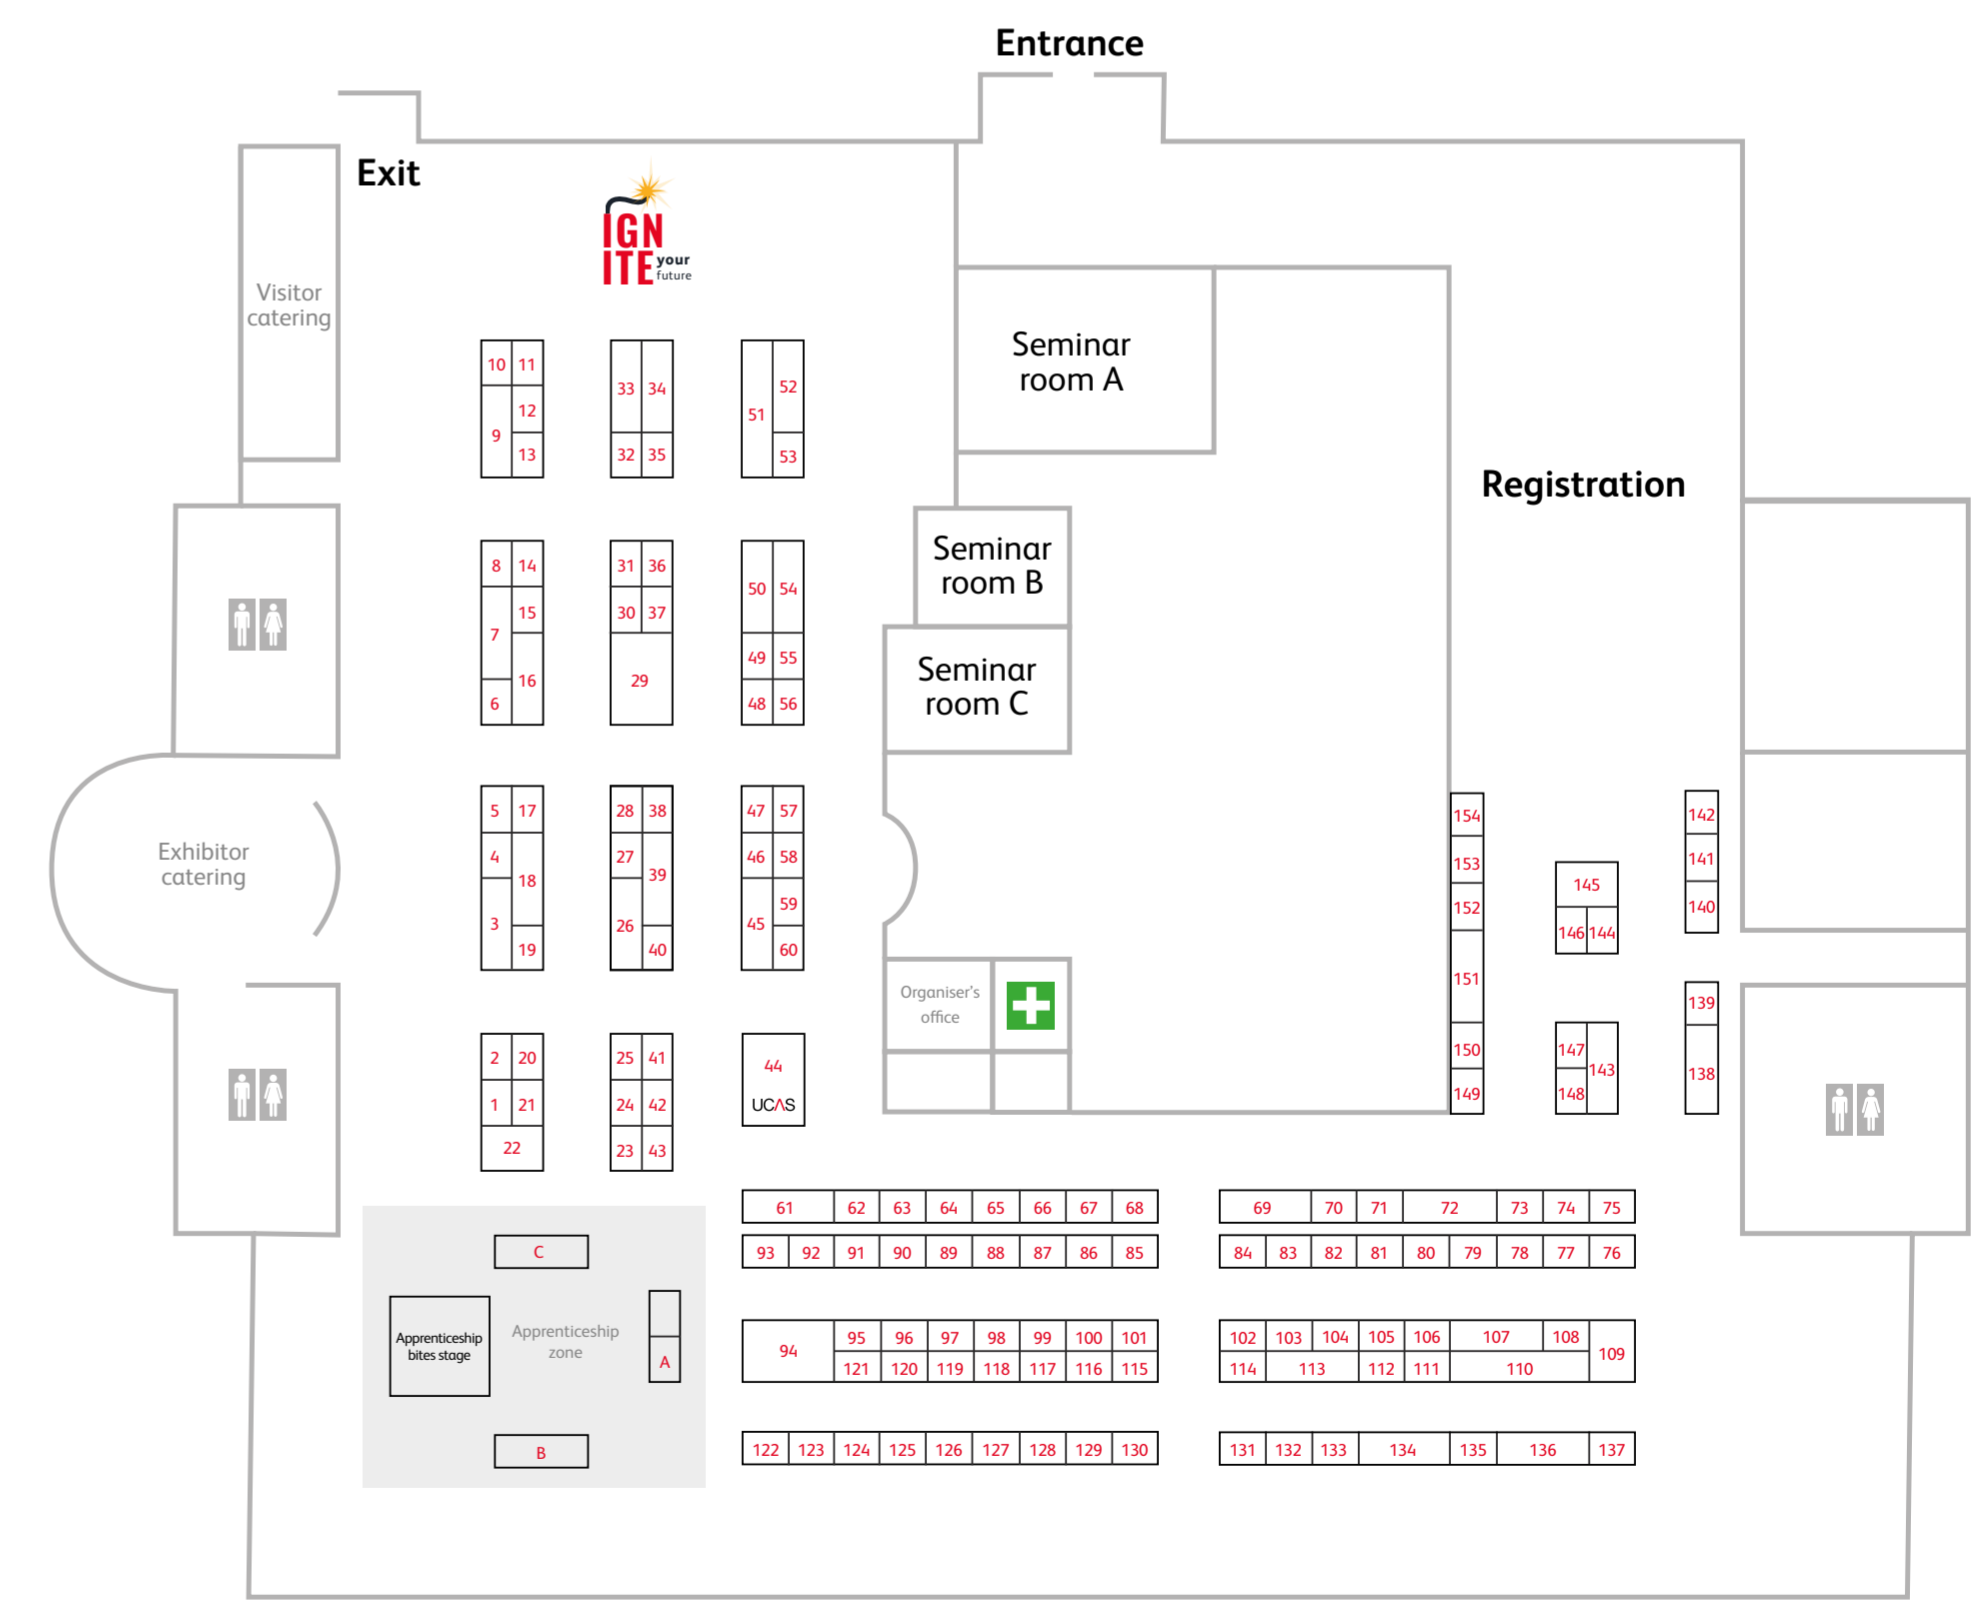 Entrance
Exit
IGN
ITE your
future
Visitor
catering
Seminar
room A
Registration
Seminar
room B
Seminar
room C
Exhibitor
catering
Organiser's
office
10 11
12
9
13
33 34
32 35
52
51
53
8 14
15
7
16
6
31 36
30 37
29
50 54
49 55
48 56
5 17
4
18
3
19
28 38
27
39
26
40
47 57
46 58
59
45
60
2 20
1 21
22
25 41
24 42
23 43
44
UCAS
154
153
152
151
150
149
145
146 144
147
143
148
142
141
140
139
138
61 62 63 64 65 66 67 68
69 70 71 72 73 74 75
93 92 91 90 89 88 87 86 85
84 83 82 81 80 79 78 77 76
94
95 96 97 98 99 100 101
121 120 119 118 117 116 115
102 103 104 105 106 107 108
109
114 113 112 111 110
122 123 124 125 126 127 128 129 130
131 132 133 134 135 136 137
C
Apprenticeship
bites stage
Apprenticeship
zone
A
B